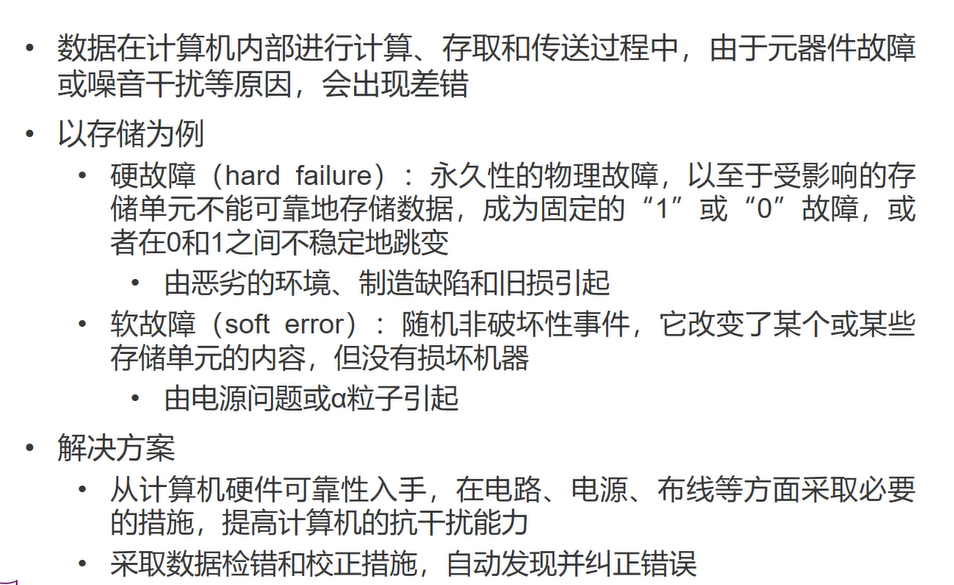 • 数据在计算机内部进行计算、存取和传送过程中，由于元器件故障
或噪音干扰等原因，会出现差错
• 以存储为例
• 硬故障（hard failure）：永久性的物理故障，以至于受影响的存
储单元不能可靠地存储数据，成为固定的“1”或“0”故障，或
者在0和1之间不稳定地跳变
• 由恶劣的环境、制造缺陷和旧损引起
• 软故障（soft error）：随机非破坏性事件，它改变了某个或某些
存储单元的内容，但没有损坏机器
• 由电源问题或α粒子引起
• 解决方案
• 从计算机硬件可靠性入手，在电路、电源、布线等方面采取必要
的措施，提高计算机的抗干扰能力
• 采取数据检错和校正措施，自动发现并纠正错误